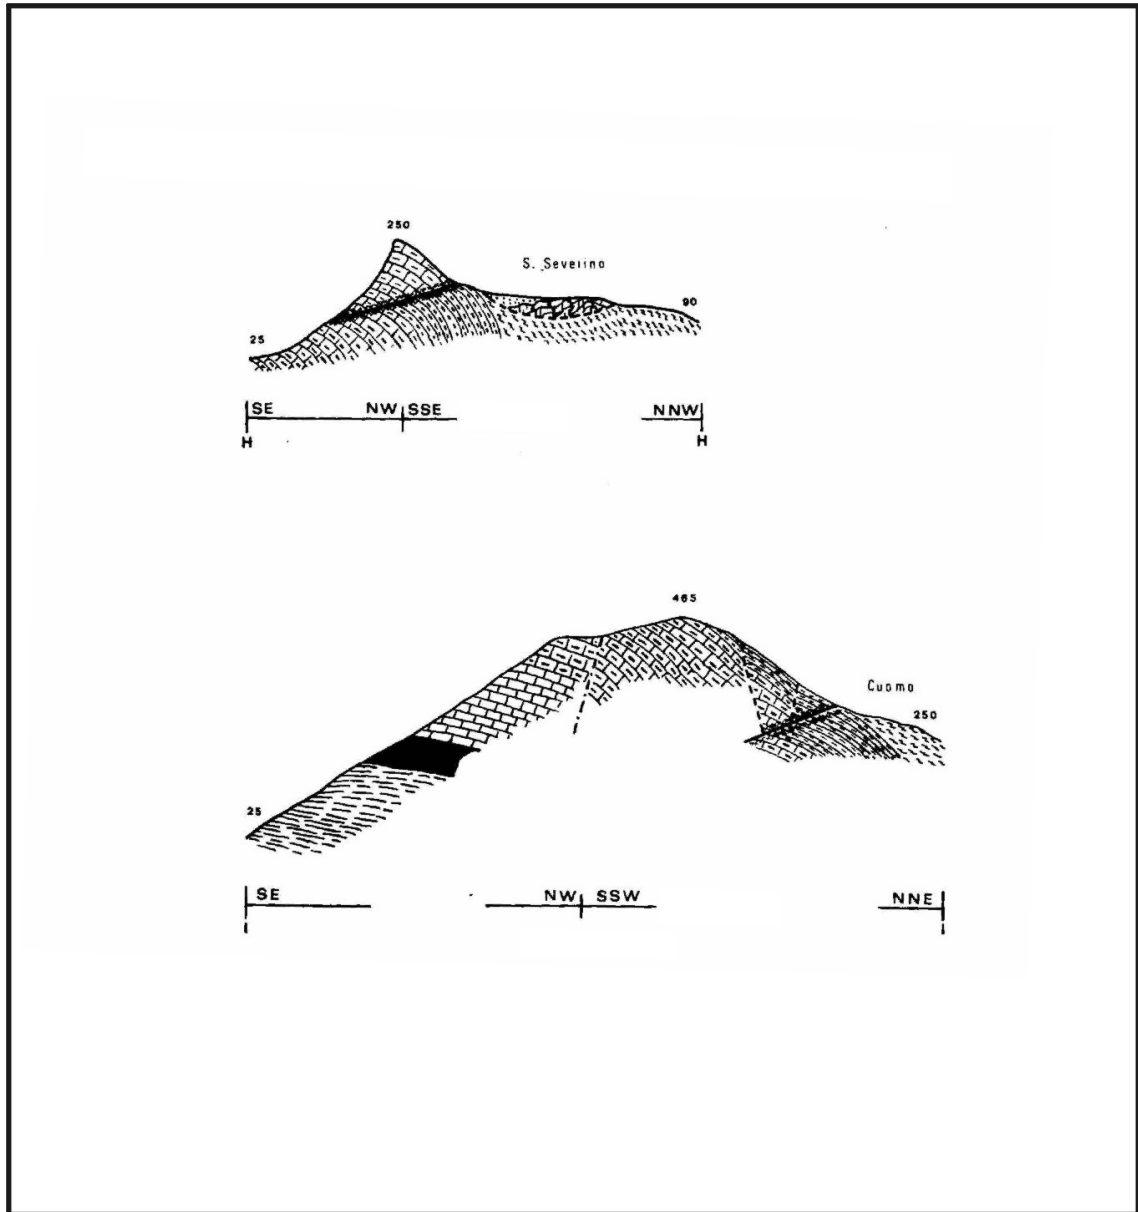 250
S. Severino
25
90
SE NW SSE NNW
H H
465
Cuomo
250
25
SE NW SSW NNE
I I